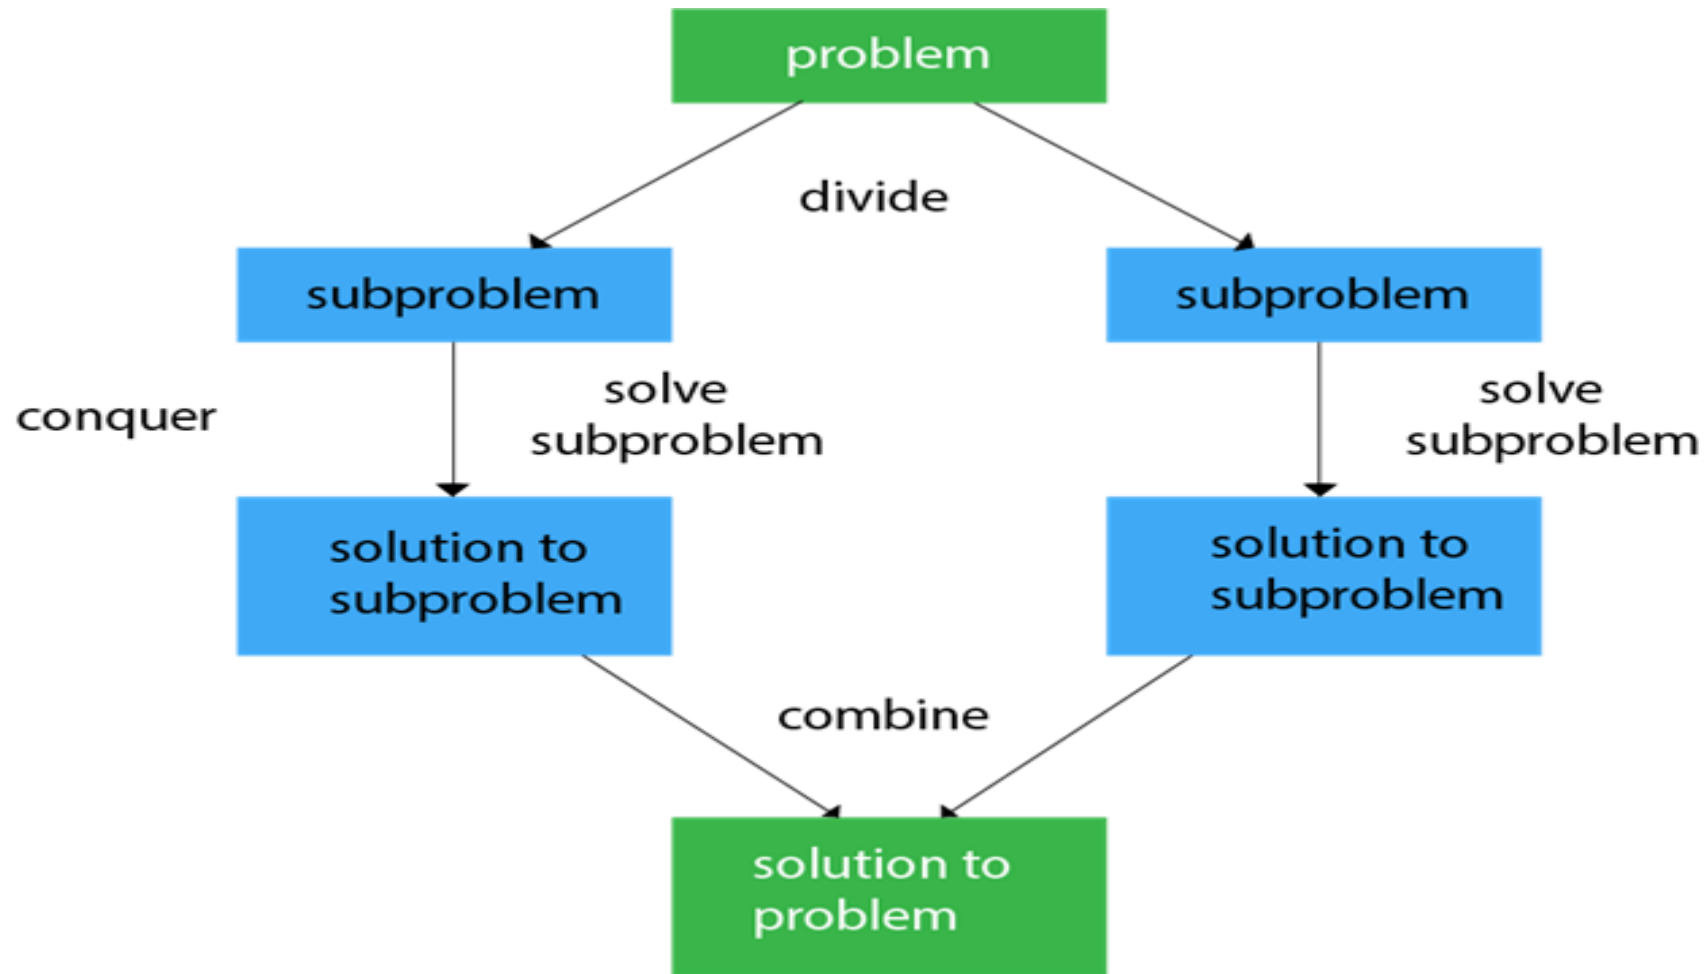 problem
divide
subproblem
subproblem
conquer
solve
subproblem
solve
subproblem
solution to
subproblem
solution to
subproblem
combine
solution to
problem